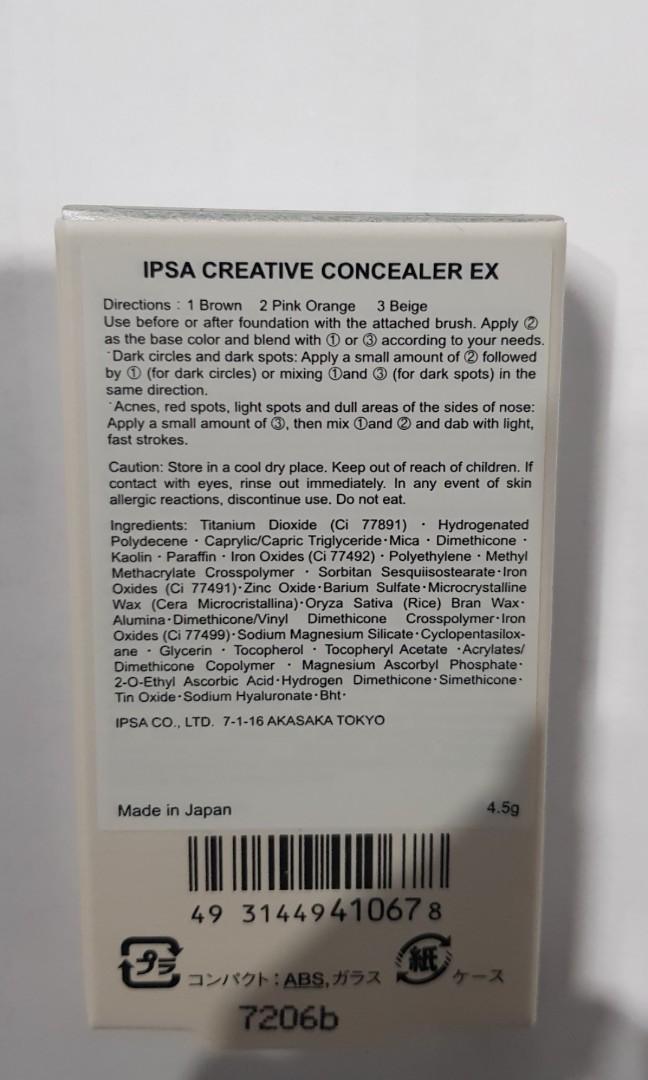 IPSA CREATIVE CONCEALER EX
Directions : 1 Brown 2 Pink Orange 3 Beige
Use before or after foundation with the attached brush. Apply ②
as the base color and blend with ① or ③ according to your needs.
･Dark circles and dark spots: Apply a small amount of ② followed
by ① (for dark circles) or mixing ①and ③ (for dark spots) in the
same direction.
･Acnes, red spots, light spots and dull areas of the sides of nose:
Apply a small amount of ③, then mix ①and ② and dab with light,
fast strokes.
Caution: Store in a cool dry place. Keep out of reach of children. If
contact with eyes, rinse out immediately. In any event of skin
allergic reactions, discontinue use. Do not eat.
Ingredients: Titanium Dioxide (Ci 77891) · Hydrogenated
Polydecene · Caprylic/Capric Triglyceride·Mica · Dimethicone ·
Kaolin · Paraffin · Iron Oxides (Ci 77492) · Polyethylene · Methyl
Methacrylate Crosspolymer · Sorbitan Sesquiisostearate·Iron
Oxides (Ci 77491)·Zinc Oxide·Barium Sulfate·Microcrystalline
Wax (Cera Microcristallina)·Oryza Sativa (Rice) Bran Wax·
Alumina·Dimethicone/Vinyl Dimethicone Crosspolymer·Iron
Oxides (Ci 77499)·Sodium Magnesium Silicate·Cyclopentasilox-
ane · Glycerin · Tocopherol · Tocopheryl Acetate ·Acrylates/
Dimethicone Copolymer · Magnesium Ascorbyl Phosphate·
2-O-Ethyl Ascorbic Acid·Hydrogen Dimethicone·Simethicone·
Tin Oxide·Sodium Hyaluronate·Bht·
IPSA CO., LTD. 7-1-16 AKASAKA TOKYO
Made in Japan 4.5g
49 31449410678
プラ コンパクト:ABS,ガラス 紙 ケース
7206b